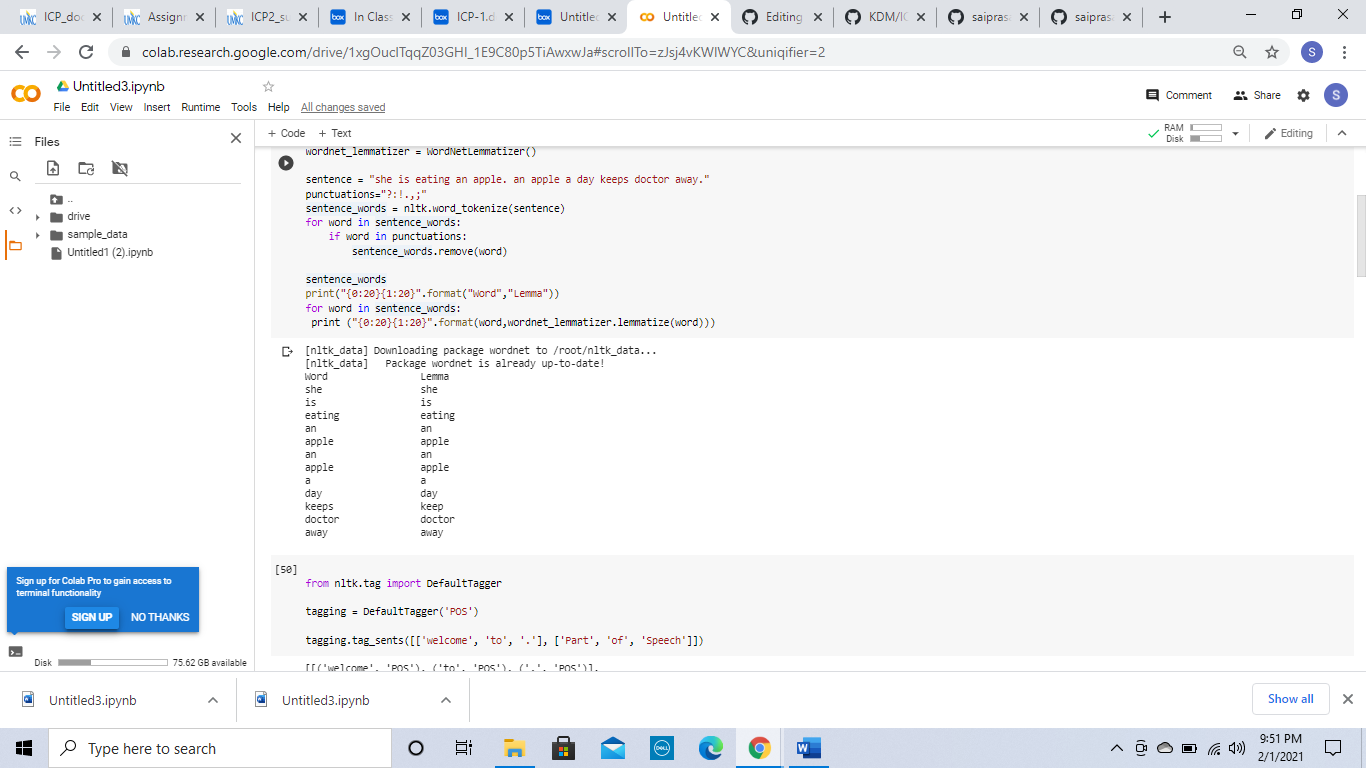 ICP_doc
Assignm
ICP2_su
In Class
ICP-1.d
Untitled
Untitled
Editing
KDM/IC
saiprasa
saiprasa
colab.research.google.com/drive/1xgOuclTqqZ03GHI_1E9C80p5TiAwxwJa#scrollTo=zJsj4vKWIWYC&uniqifier=2
S
Untitled3.ipynb
File Edit View Insert Runtime Tools Help All changes saved
Comment Share S
Files
+ Code + Text
RAM
Disk
Editing
..
drive
sample_data
Untitled1 (2).ipynb
wordnet_lemmatizer = WordNetLemmatizer()
sentence = "she is eating an apple. an apple a day keeps doctor away."
punctuations="?:!.,;"
sentence_words = nltk.word_tokenize(sentence)
for word in sentence_words:
    if word in punctuations:
        sentence_words.remove(word)
sentence_words
print("{0:20}{1:20}".format("Word","Lemma"))
for word in sentence_words:
 print ("{0:20}{1:20}".format(word,wordnet_lemmatizer.lemmatize(word)))
[nltk_data] Downloading package wordnet to /root/nltk_data...
[nltk_data]   Package wordnet is already up-to-date!
Word                Lemma
she                 she
is                  is
eating              eating
an                  an
apple               apple
an                  an
apple               apple
a                   a
day                 day
keeps               keep
doctor              doctor
away                away
[50]
from nltk.tag import DefaultTagger
tagging = DefaultTagger('POS')
tagging.tag_sents([['welcome', 'to', '.'], ['Part', 'of', 'Speech']])
[[('welcome', 'POS'), ('to', 'POS'), ('.', 'POS')],
Sign up for Colab Pro to gain access to
terminal functionality
SIGN UP NO THANKS
Disk 75.62 GB available
Untitled3.ipynb
Untitled3.ipynb
Show all
Type here to search
DELL
9:51 PM
2/1/2021